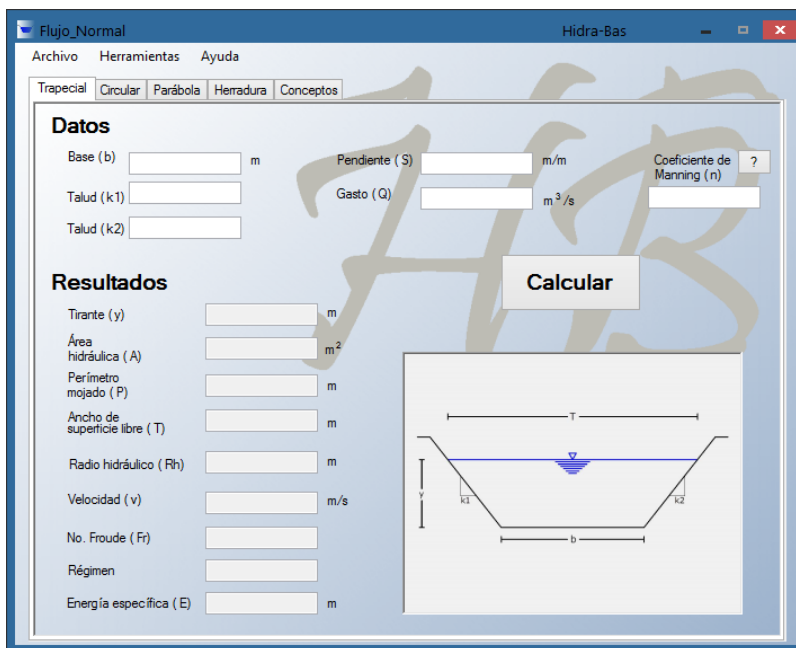 Flujo_Normal Hidra-Bas
Archivo Herramientas Ayuda
Trapecial Circular Parábola Herradura Conceptos
HB
Datos
Base (b) m Pendiente (S) m/m Coeficiente de Manning (n) ?
Talud (k1) Gasto (Q) m³/s
Talud (k2)
Resultados
Calcular
Tirante (y) m
Área
hidráulica (A) m²
Perímetro
mojado (P) m
Ancho de
superficie libre (T) m
Radio hidráulico (Rh) m
Velocidad (v) m/s
No. Froude (Fr)
Régimen
Energía específica (E) m
T
y
k1 k2
b